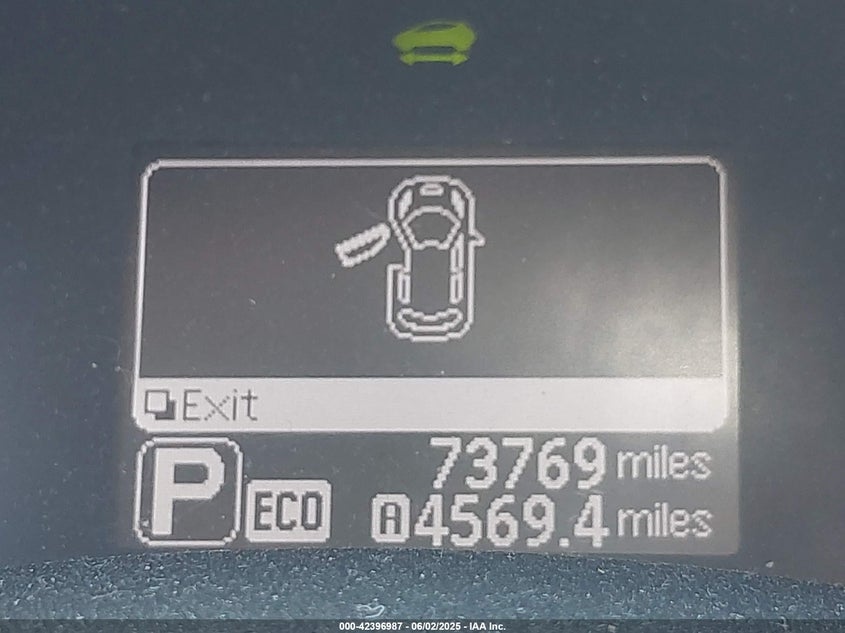 Exit
73769 miles
P ECO A 4569.4 miles
000-42396987 - 06/02/2025 - IAA Inc.